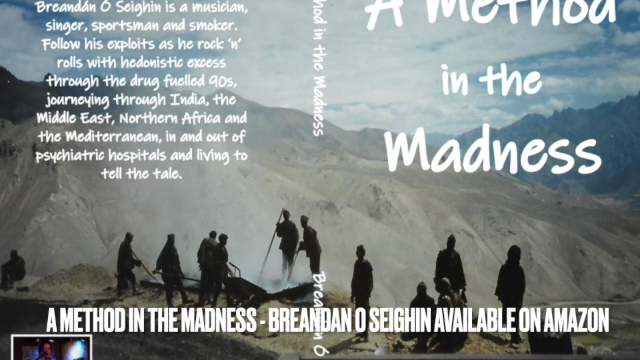 Breandán Ó Seighin is a musician,
singer, sportsman and smoker.
Follow his exploits as he rock 'n'
rolls with hedonistic excess
through the drug fuelled 90s,
journeying through India, the
Middle East, Northern Africa and
the Mediterranean, in and out of
psychiatric hospitals and living to
tell the tale.
hod in the Madness
Breandán Ó
A Method
in the
Madness
A METHOD IN THE MADNESS - BREANDAN O SEIGHIN AVAILABLE ON AMAZON